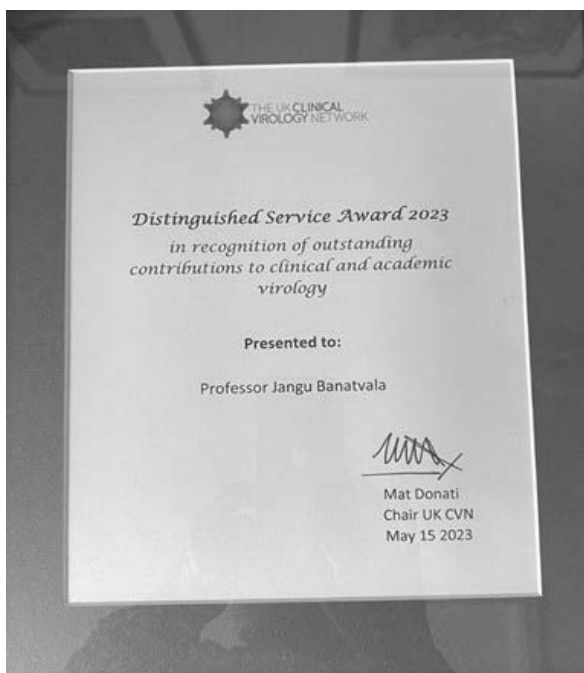 THE UK CLINICAL
VIROLOGY NETWORK
Distinguished Service Award 2023
in recognition of outstanding
contributions to clinical and academic
virology
Presented to:
Professor Jangu Banatvala
Mat Donati
Chair UK CVN
May 15 2023